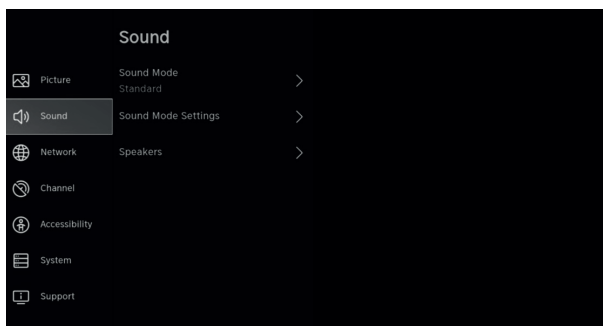 Sound
Picture
Sound
Network
Channel
Accessibility
System
Support
Sound Mode
Standard
Sound Mode Settings
Speakers